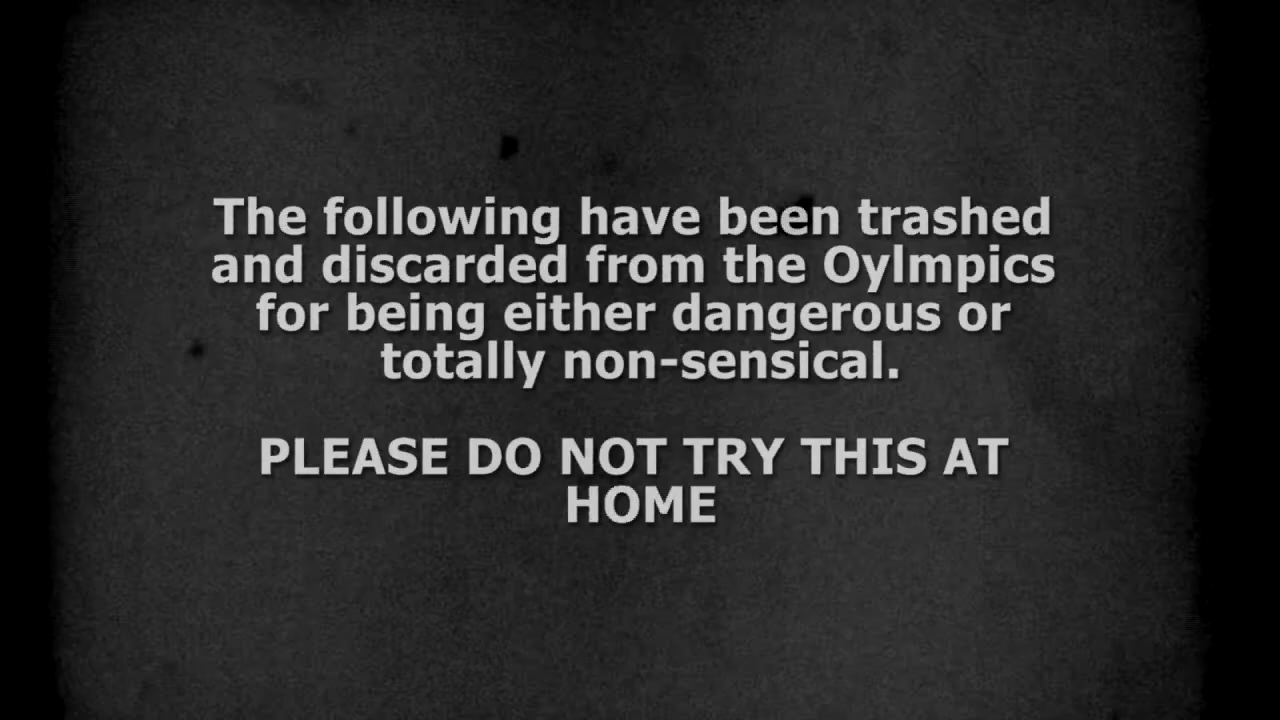 The following have been trashed
and discarded from the Oylmpics
for being either dangerous or
totally non-sensical.
PLEASE DO NOT TRY THIS AT
HOME